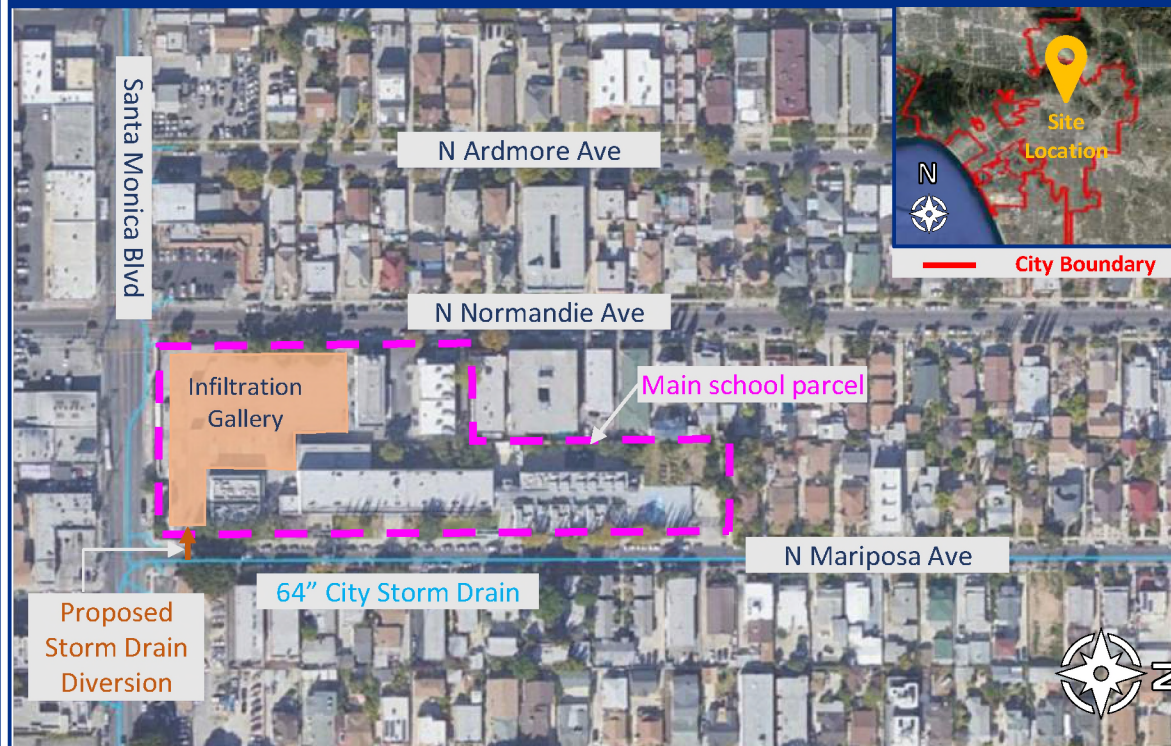 Santa Monica Blvd
N Ardmore Ave
Site
Location
N
City Boundary
N Normandie Ave
Infiltration
Gallery
Main school parcel
N Mariposa Ave
64” City Storm Drain
Proposed
Storm Drain
Diversion
N